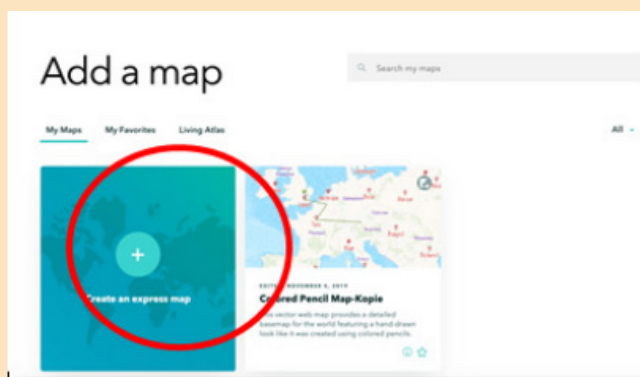 Add a map
Search my maps
My Maps My Favorites Living Atlas
All
Create an express map
EDITED NOVEMBER 6, 2019
Colored Pencil Map-Kopie
This vector web map provides a detailed
basemap for the world featuring a hand-drawn
look like it was created using colored pencils.